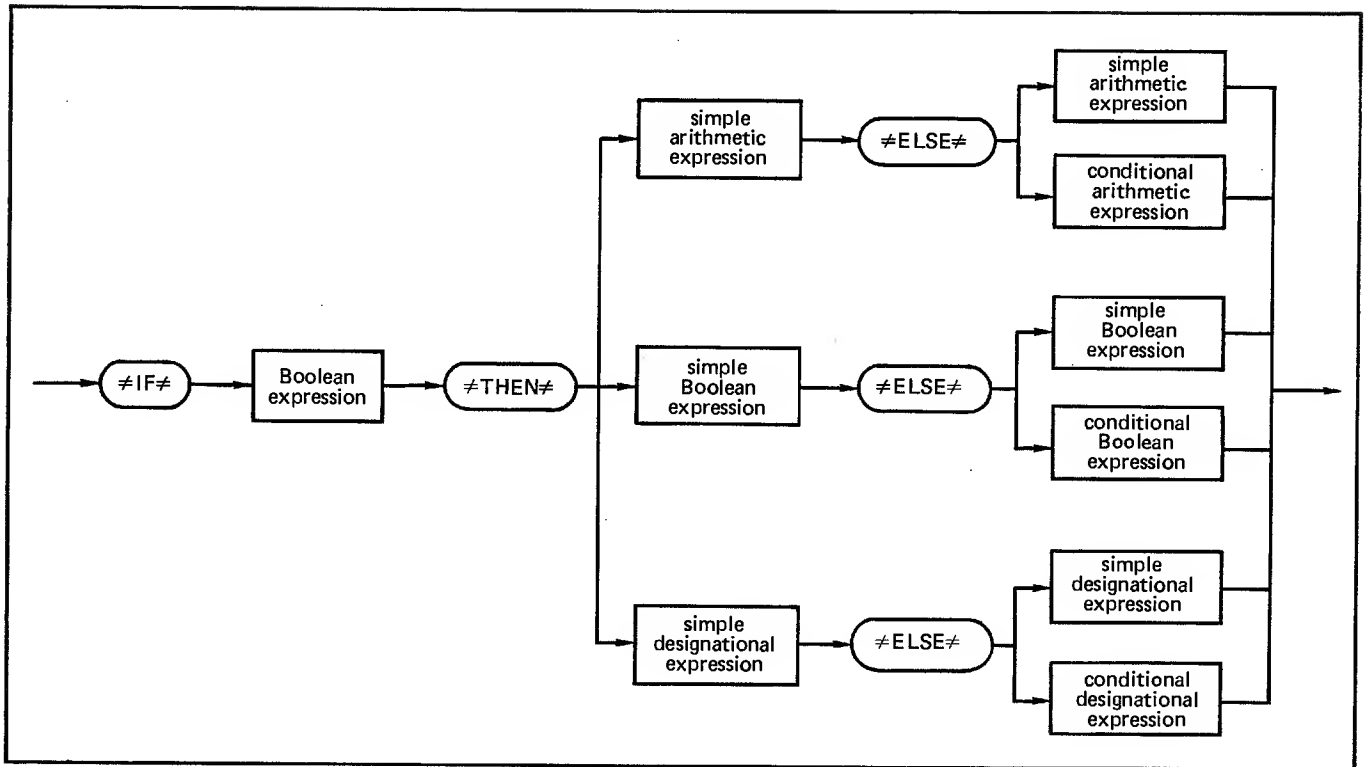 ≠IF≠
Boolean
expression
≠THEN≠
simple
arithmetic
expression
≠ELSE≠
simple
arithmetic
expression
conditional
arithmetic
expression
simple
Boolean
expression
≠ELSE≠
simple
Boolean
expression
conditional
Boolean
expression
simple
designational
expression
≠ELSE≠
simple
designational
expression
conditional
designational
expression